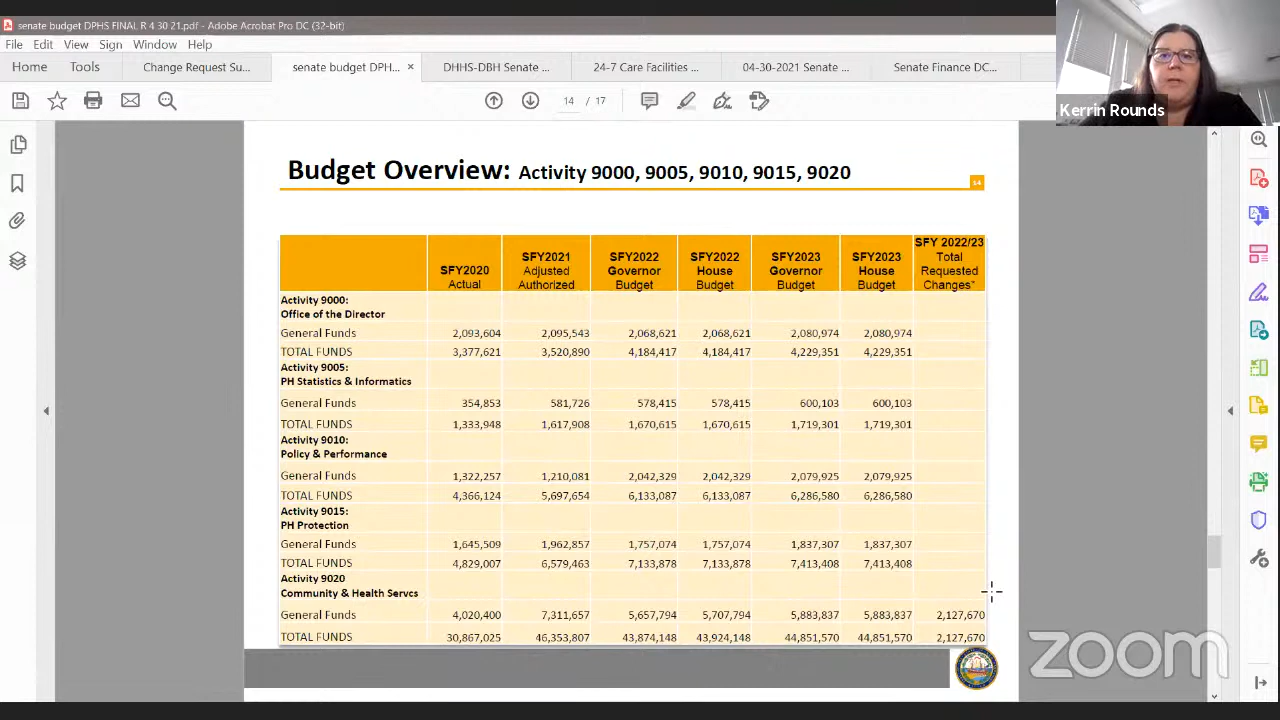 senate budget DPHS FINAL R 4 30 21.pdf - Adobe Acrobat Pro DC (32-bit)
File Edit View Sign Window Help
Home Tools Change Request Su... senate budget DPH... × DHHS DPH Senate ... 24-7 Care Facilities ... 04-30-2021 Senate ... Senate Finance DC...
14 / 17
Kerrin Rounds
Budget Overview: Activity 9000, 9005, 9010, 9015, 9020
14
SFY2020 Actual SFY2021 Adjusted Authorized SFY2022 Governor Budget SFY2022 House Budget SFY2023 Governor Budget SFY2023 House Budget SFY 2022/23 Total Requested Changes*
Activity 9000:
Office of the Director
General Funds 2,093,604 2,095,543 2,068,621 2,068,621 2,080,974 2,080,974
TOTAL FUNDS 3,377,621 3,520,890 4,184,417 4,184,417 4,229,351 4,229,351
Activity 9005:
PH Statistics & Informatics
General Funds 354,853 581,726 578,415 578,415 600,103 600,103
TOTAL FUNDS 1,333,948 1,617,908 1,670,615 1,670,615 1,719,301 1,719,301
Activity 9010:
Policy & Performance
General Funds 1,322,257 1,210,081 2,042,329 2,042,329 2,079,925 2,079,925
TOTAL FUNDS 4,366,124 5,697,654 6,133,087 6,133,087 6,286,580 6,286,580
Activity 9015:
PH Protection
General Funds 1,645,509 1,962,857 1,757,074 1,757,074 1,837,307 1,837,307
TOTAL FUNDS 4,829,007 6,579,463 7,133,878 7,133,878 7,413,408 7,413,408
Activity 9020
Community & Health Servcs
General Funds 4,020,400 7,311,657 5,657,794 5,707,794 5,883,837 5,883,837 2,127,670
TOTAL FUNDS 30,867,025 46,353,807 43,874,148 43,924,148 44,851,570 44,851,570 2,127,670
zoom